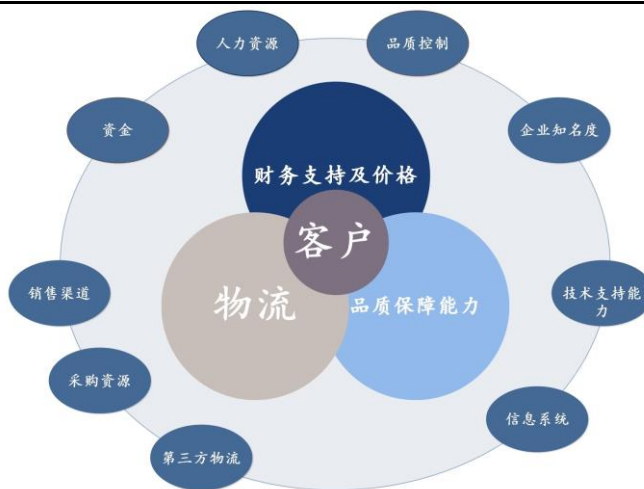 人力资源
品质控制
资金
企业知名度
财务支持及价格
客户
物流
品质保障能力
销售渠道
技术支持能
力
采购资源
信息系统
第三方物流